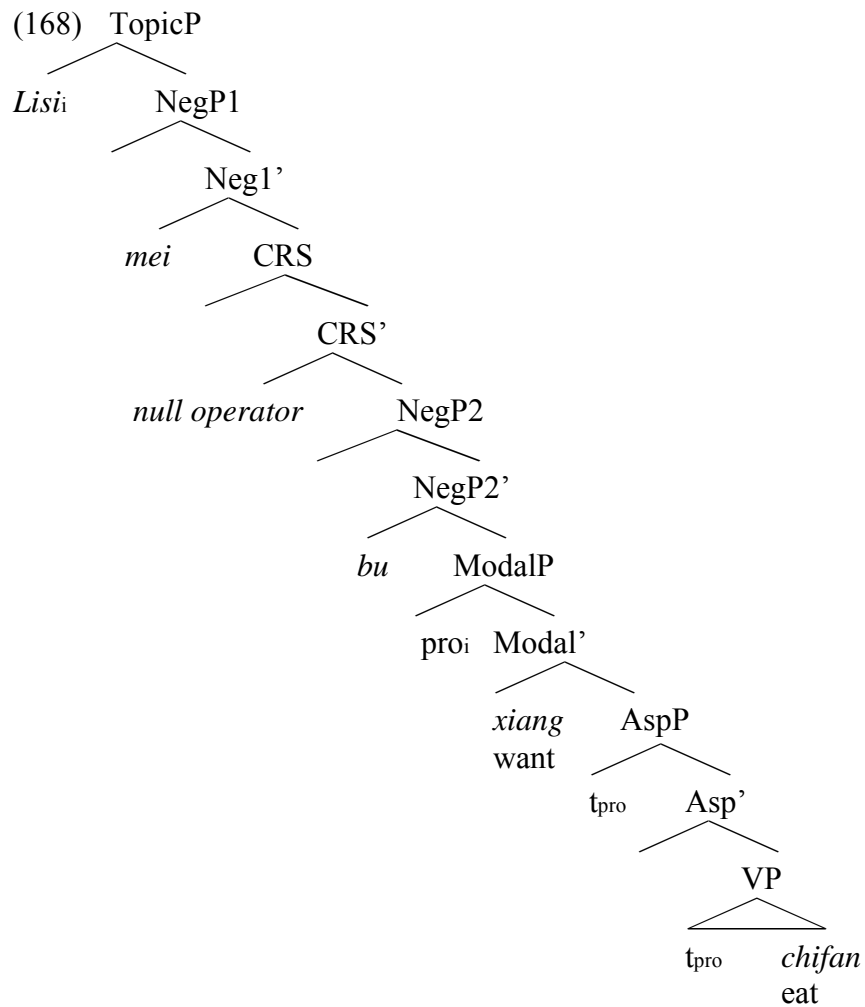 (168) TopicP
Lisii NegP1
Neg1’
mei CRS
CRS’
null operator NegP2
NegP2’
bu ModalP
proi Modal’
xiang AspP
want
tpro Asp’
VP
tpro chifan
eat